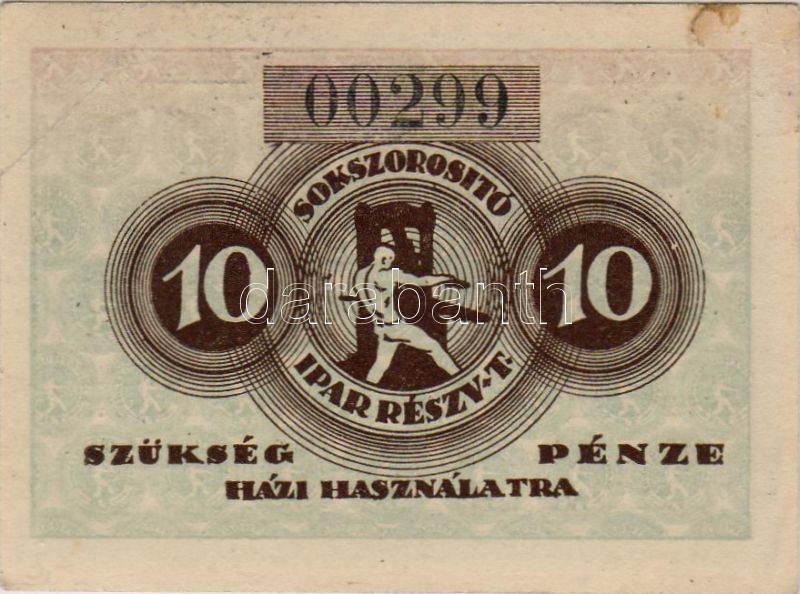 00299
SOKSZOROSITÓ
10
10
darabanth
IPAR RÉSZV-T-
SZÜKSÉG PÉNZE
HÁZI HASZNÁLATRA